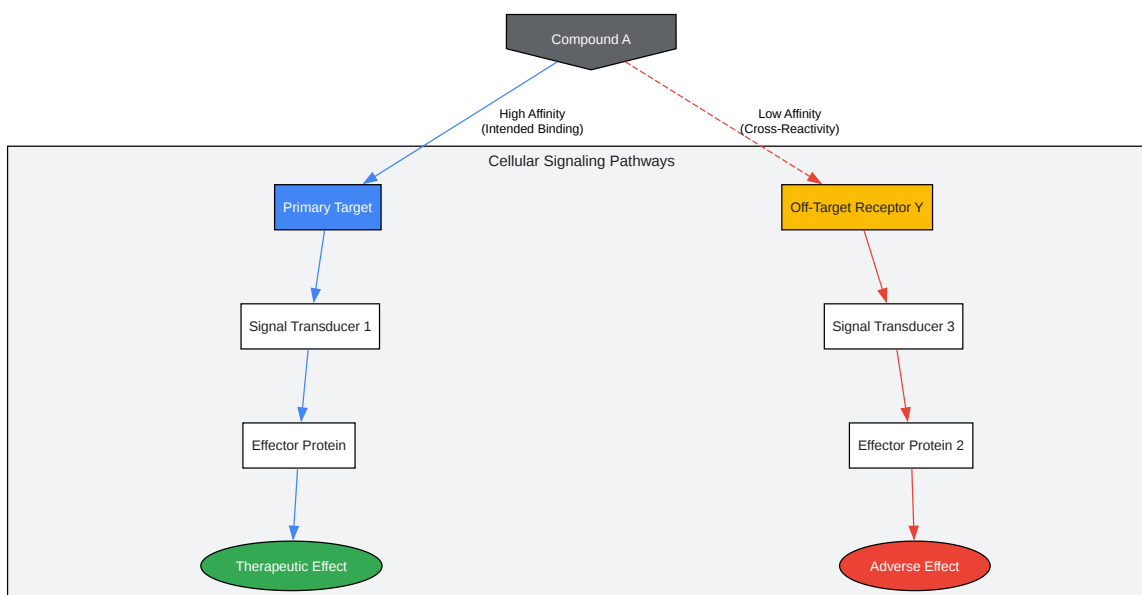 Compound A
High Affinity
(Intended Binding)
Low Affinity
(Cross-Reactivity)
Cellular Signaling Pathways
Primary Target
Off-Target Receptor Y
Signal Transducer 1
Signal Transducer 3
Effector Protein
Effector Protein 2
Therapeutic Effect
Adverse Effect